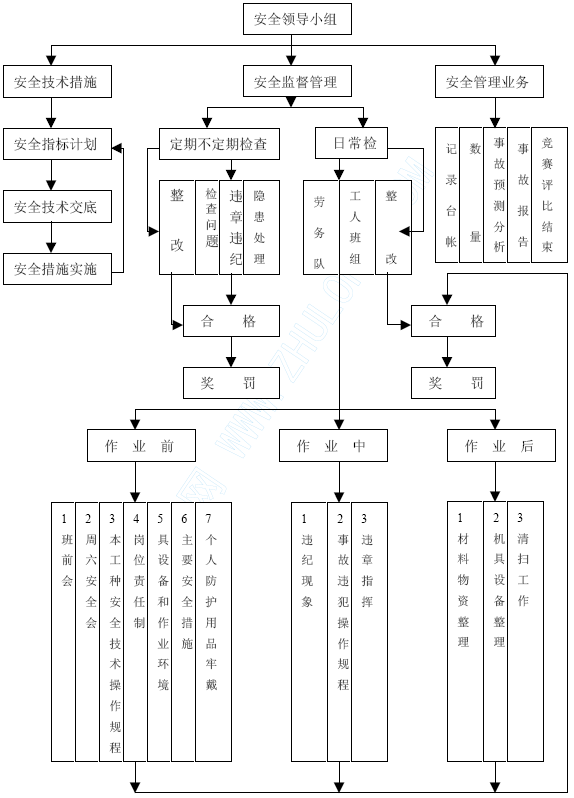 安全领导小组
安全技术措施
安全监督管理
安全管理业务
安全指标计划
定期不定期检查
日常检
记录台帐
数量
事故预测分析
事故报告
竞赛评比结束
安全技术交底
整改
检查问题
违章违纪
隐患处理
劳务队
工人班组
整改
安全措施实施
合格
合格
奖罚
奖罚
作业前
作业中
作业后
1班前会
2周六安全会
3本工种安全技术操作规程
4岗位责任制
5具设备和作业环境
6主要安全措施
7个人防护用品牢戴
1违纪现象
2事故违犯操作规程
3违章指挥
1材料物资整理
2机具设备整理
3清扫工作